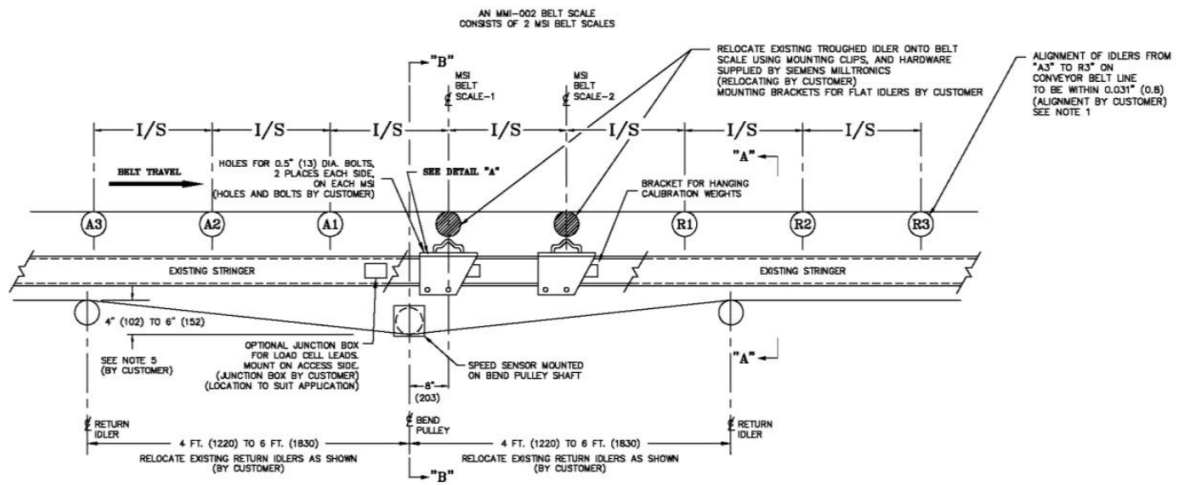 AN MMI-002 BELT SCALE
CONSISTS OF 2 MSI BELT SCALES
"B"
MSI
BELT
SCALE-1
MSI
BELT
SCALE-2
RELOCATE EXISTING TROUGHED IDLER ONTO BELT
SCALE USING MOUNTING CLIPS, AND HARDWARE
SUPPLIED BY SIEMENS MILLTRONICS
(RELOCATING BY CUSTOMER)
MOUNTING BRACKETS FOR FLAT IDLERS BY CUSTOMER
ALIGNMENT OF IDLERS FROM
"A3" TO R3" ON
CONVEYOR BELT LINE
TO BE WITHIN 0.031" (0.8)
(ALIGNMENT BY CUSTOMER)
SEE NOTE 1
I/S
I/S
I/S
I/S
I/S
I/S
I/S
BELT TRAVEL
HOLES FOR 0.5" (13) DIA. BOLTS,
2 PLACES EACH SIDE,
ON EACH MSI
(HOLES AND BOLTS BY CUSTOMER)
SEE DETAIL "A"
BRACKET FOR HANGING
CALIBRATION WEIGHTS
"A"
A3
A2
A1
R1
R2
R3
EXISTING STRINGER
EXISTING STRINGER
4" (102) TO 6" (152)
SEE NOTE 5
(BY CUSTOMER)
OPTIONAL JUNCTION BOX
FOR LOAD CELL LEADS.
MOUNT ON ACCESS SIDE.
(JUNCTION BOX BY CUSTOMER)
(LOCATION TO SUIT APPLICATION)
SPEED SENSOR MOUNTED
ON BEND PULLEY SHAFT
"A"
8"
(203)
RETURN
IDLER
BEND
PULLEY
RETURN
IDLER
4 FT. (1220) TO 6 FT. (1830)
4 FT. (1220) TO 6 FT. (1830)
RELOCATE EXISTING RETURN IDLERS AS SHOWN
(BY CUSTOMER)
RELOCATE EXISTING RETURN IDLERS AS SHOWN
(BY CUSTOMER)
"B"